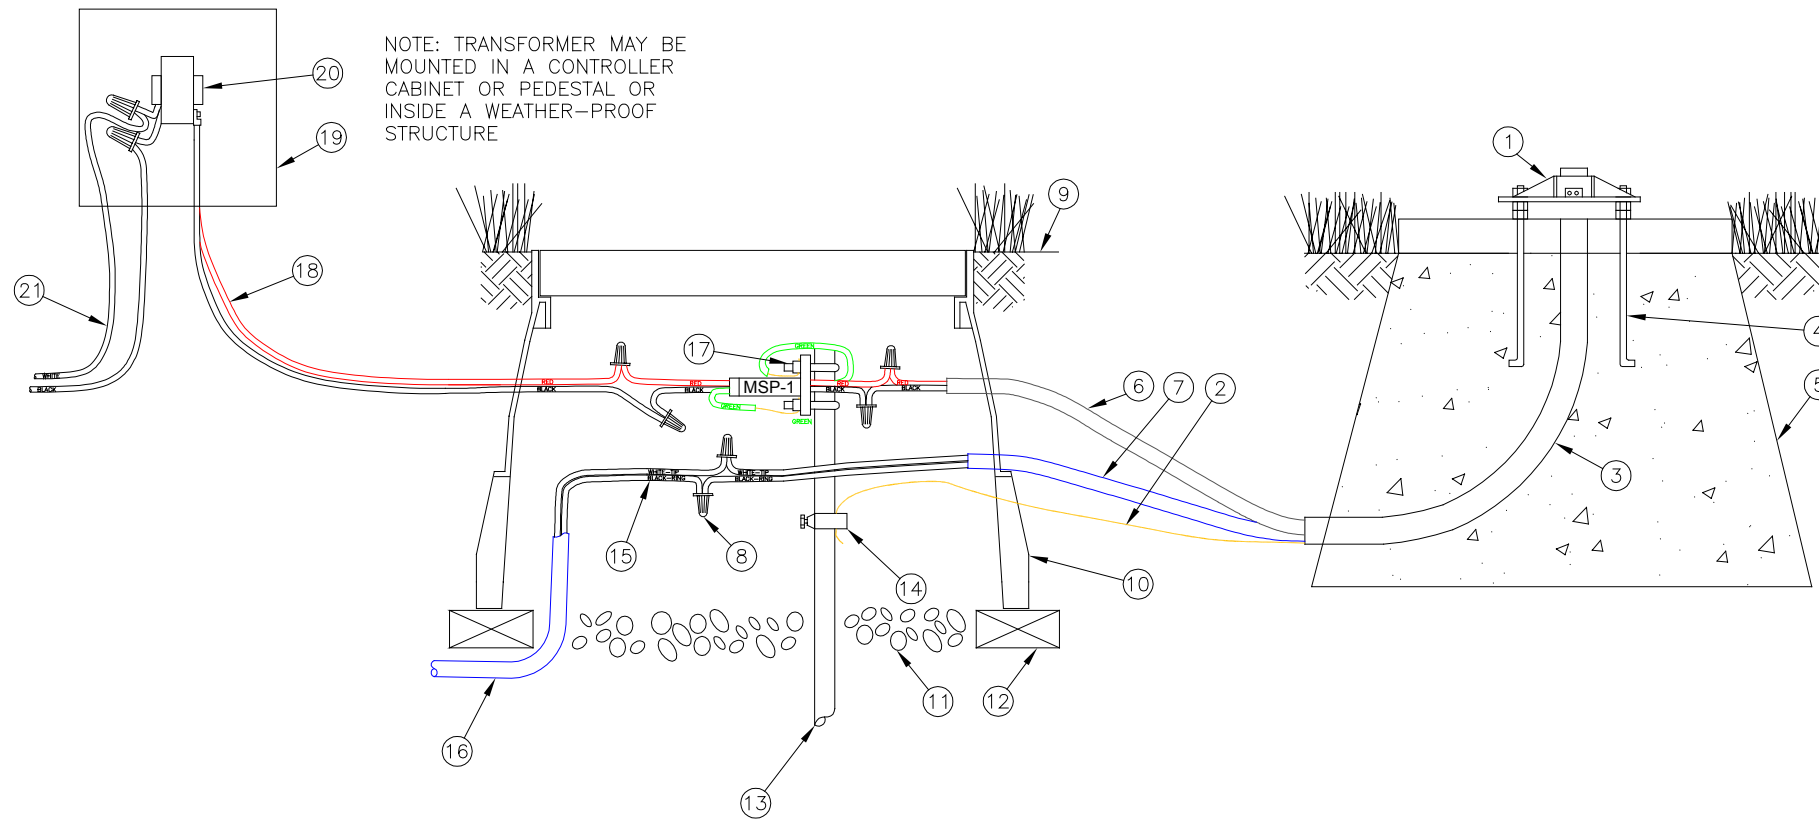 NOTE: TRANSFORMER MAY BE
MOUNTED IN A CONTROLLER
CABINET OR PEDESTAL OR
INSIDE A WEATHER-PROOF
STRUCTURE
20
19
1
9
18
21
17
GREEN
RED
BLACK
RED
BLACK
MSP-1
RED
BLACK
RED
BLACK
GREEN
GREEN
WHITE
BLACK
6
7
2
4
5
3
WHITE-TIP
BLACK-RING
WHITE-TIP
BLACK-RING
15
8
14
10
11
12
16
13